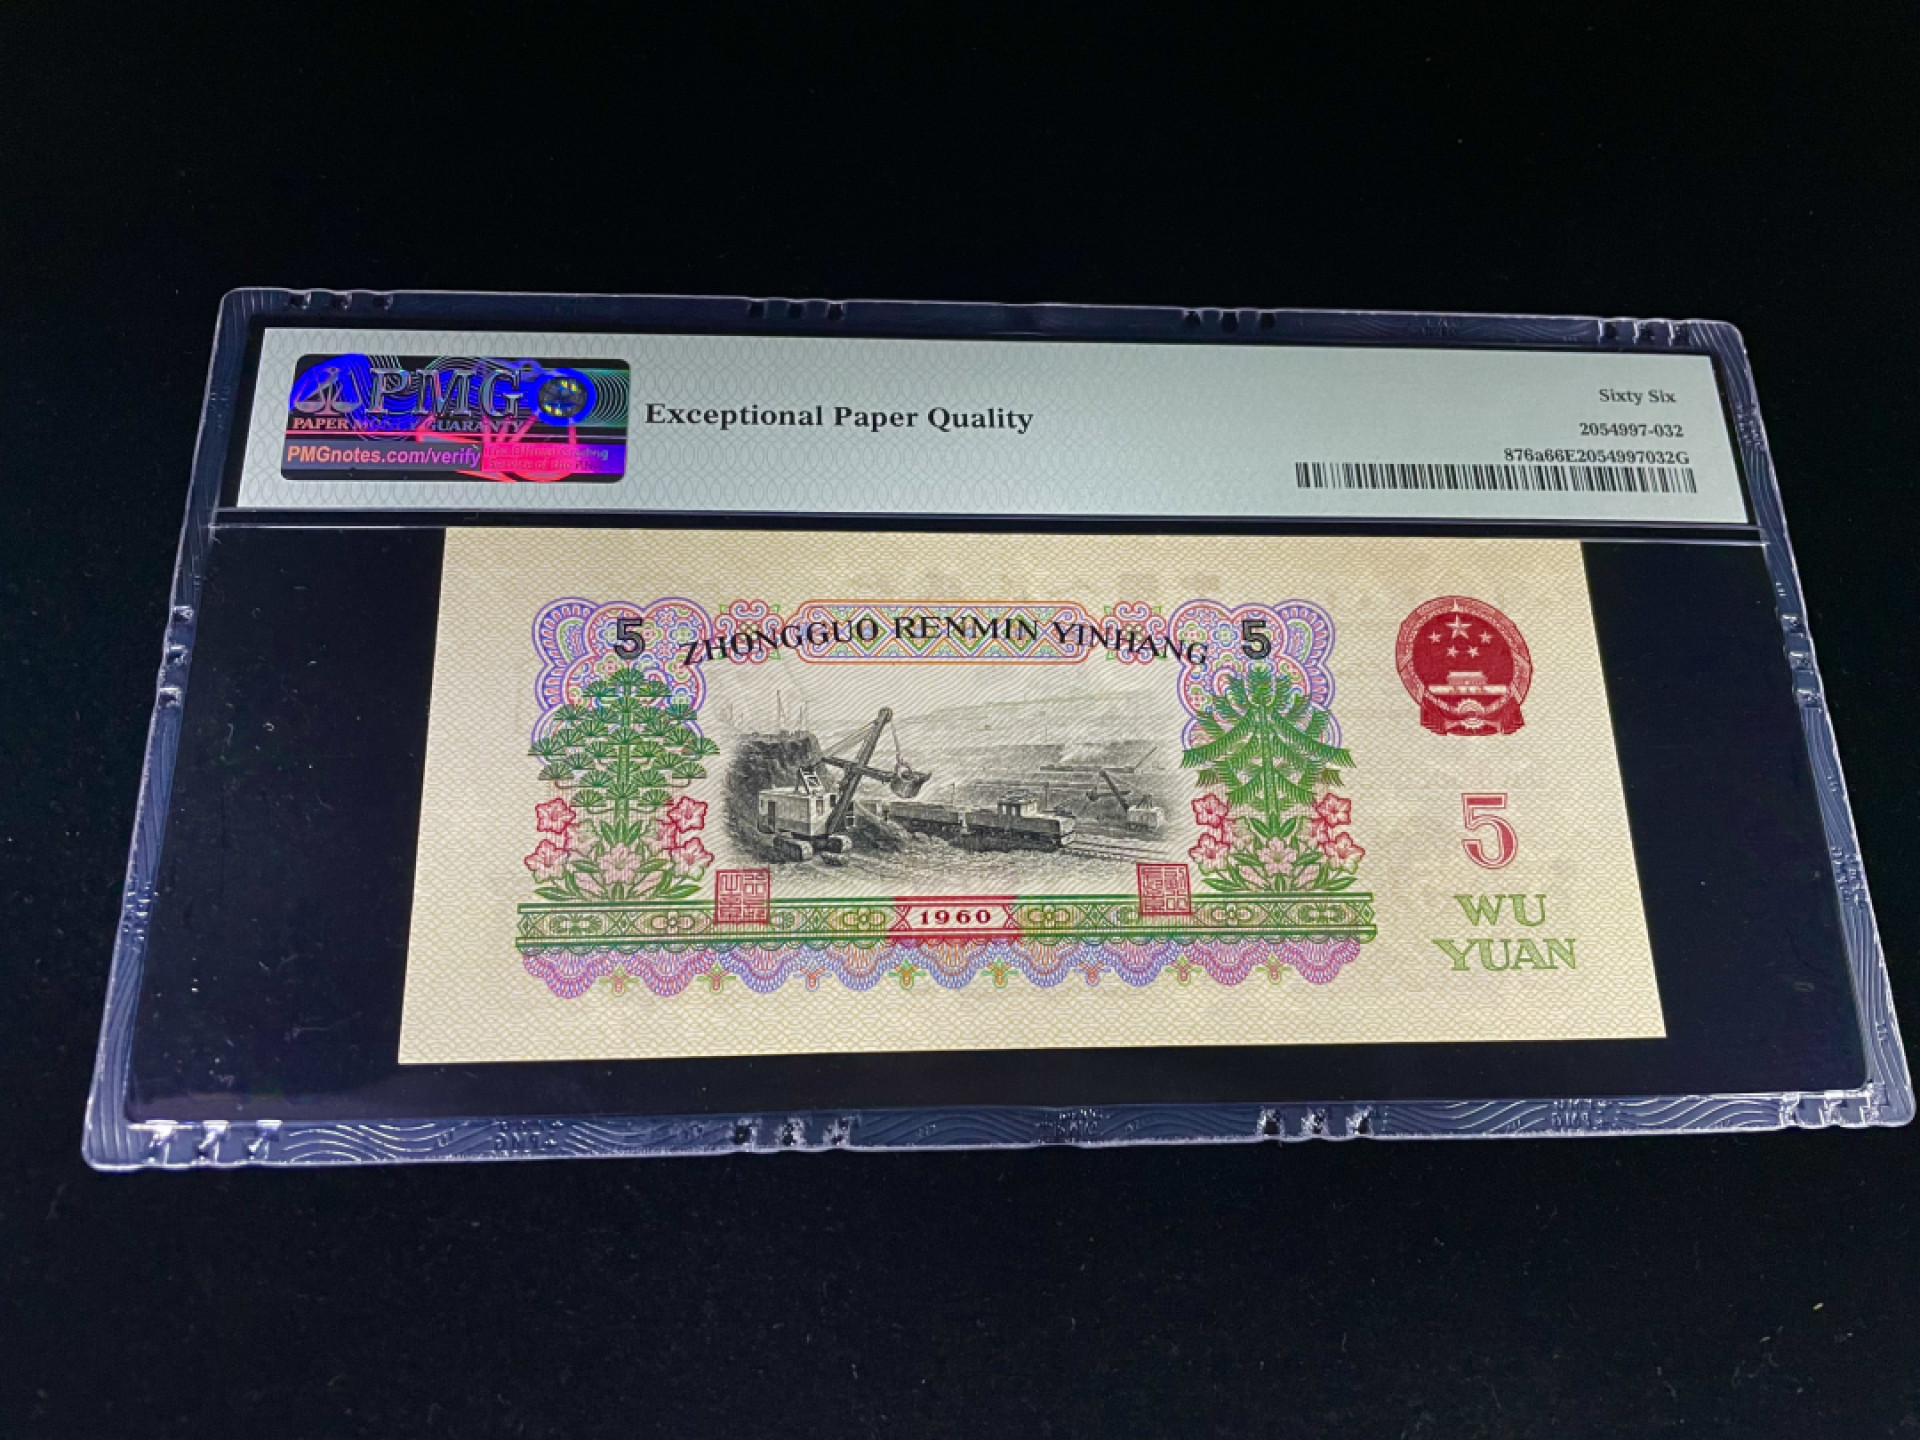 PMG
PAPER MONEY GUARANTY
PMGnotes.com/verify
Exceptional Paper Quality
Sixty Six
2054997-032
876a66E2054997032G
5 ZHONGGUO RENMIN YINHANG 5
1960
5
WU
YUAN